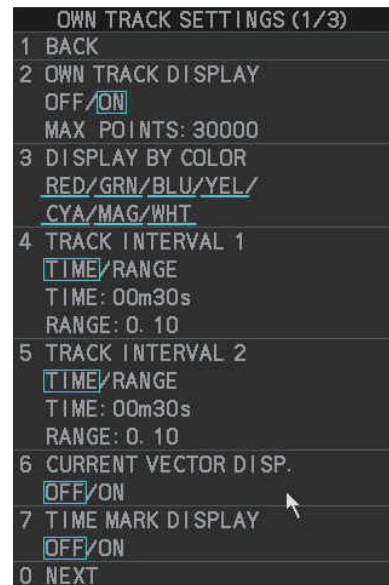 OWN TRACK SETTINGS (1/3)
1 BACK
2 OWN TRACK DISPLAY
OFF/ON
MAX POINTS: 30000
3 DISPLAY BY COLOR
RED/GRN/BLU/YEL/
CYA/MAG/WHT
4 TRACK INTERVAL 1
TIME/RANGE
TIME: 00m30s
RANGE: 0.10
5 TRACK INTERVAL 2
TIME/RANGE
TIME: 00m30s
RANGE: 0.10
6 CURRENT VECTOR DISP.
OFF/ON
7 TIME MARK DISPLAY
OFF/ON
0 NEXT